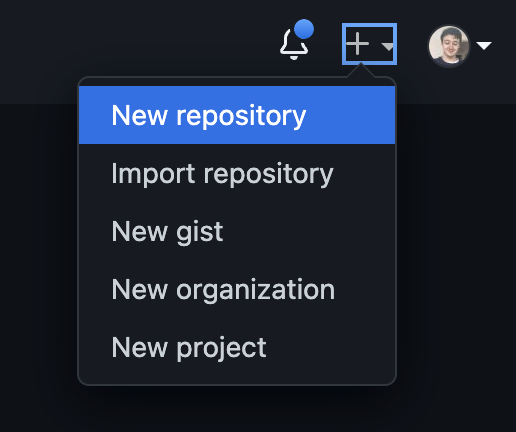 New repository
Import repository
New gist
New organization
New project